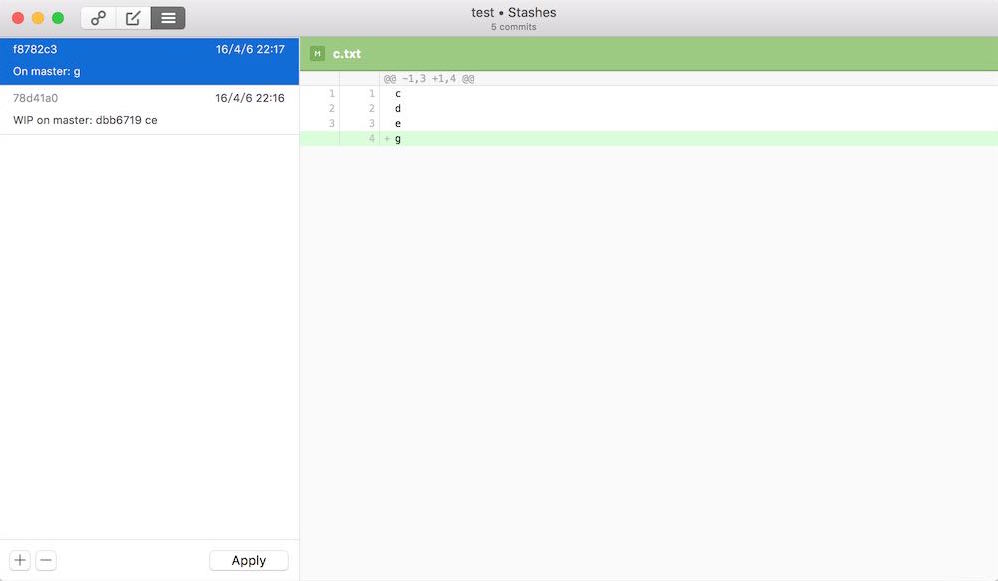 test • Stashes
5 commits
f8782c3 16/4/6 22:17
On master: g
78d41a0 16/4/6 22:16
WIP on master: dbb6719 ce
M c.txt
@@ -1,3 +1,4 @@
1 1 c
2 2 d
3 3 e
4 + g
Apply